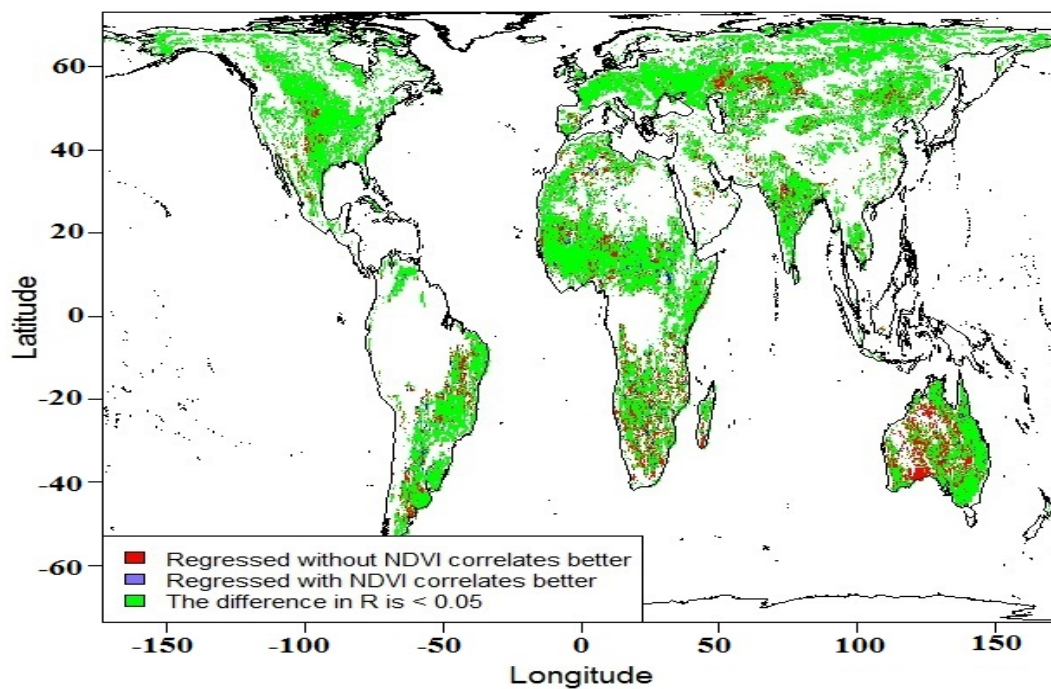 60
40
20
0
-20
-40
-60
Latitude
Regressed without NDVI correlates better
Regressed with NDVI correlates better
The difference in R is < 0.05
-150 -100 -50 0 50 100 150
Longitude